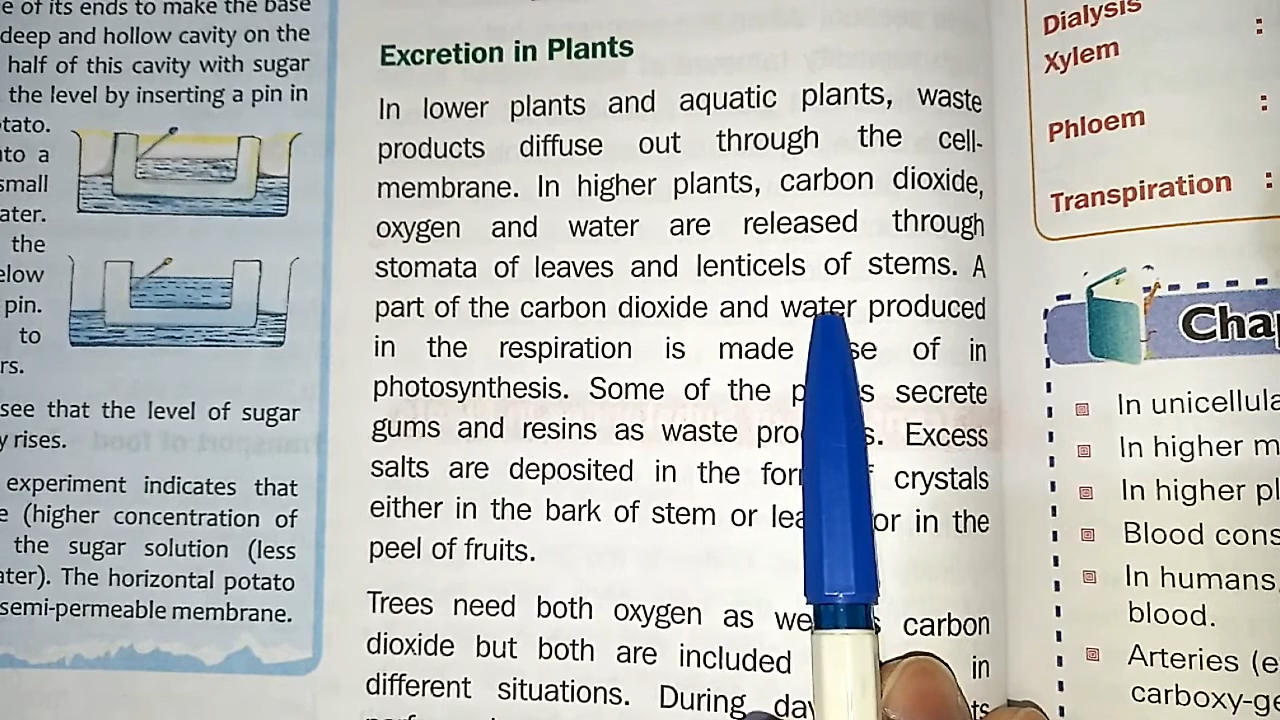 e of its ends to make the base
deep and hollow cavity on the
half of this cavity with sugar
the level by inserting a pin in
tato.
to a
small
ater.
the
elow
pin.
to
rs.
see that the level of sugar
y rises.
experiment indicates that
e (higher concentration of
the sugar solution (less
ater). The horizontal potato
semi-permeable membrane.
Excretion in Plants
In lower plants and aquatic plants, waste
products diffuse out through the cell-
membrane. In higher plants, carbon dioxide,
oxygen and water are released through
stomata of leaves and lenticels of stems. A
part of the carbon dioxide and water produced
in the respiration is made se of in
photosynthesis. Some of the p s secrete
gums and resins as waste pro s. Excess
salts are deposited in the for crystals
either in the bark of stem or lea or in the
peel of fruits.
Trees need both oxygen as we s carbon
dioxide but both are included in
different situations. During day ts
Dialysis :
Xylem
Phloem :
Transpiration :
Cha
In unicellula
In higher m
In higher pl
Blood cons
In humans
blood.
Arteries (e
carboxy-ge